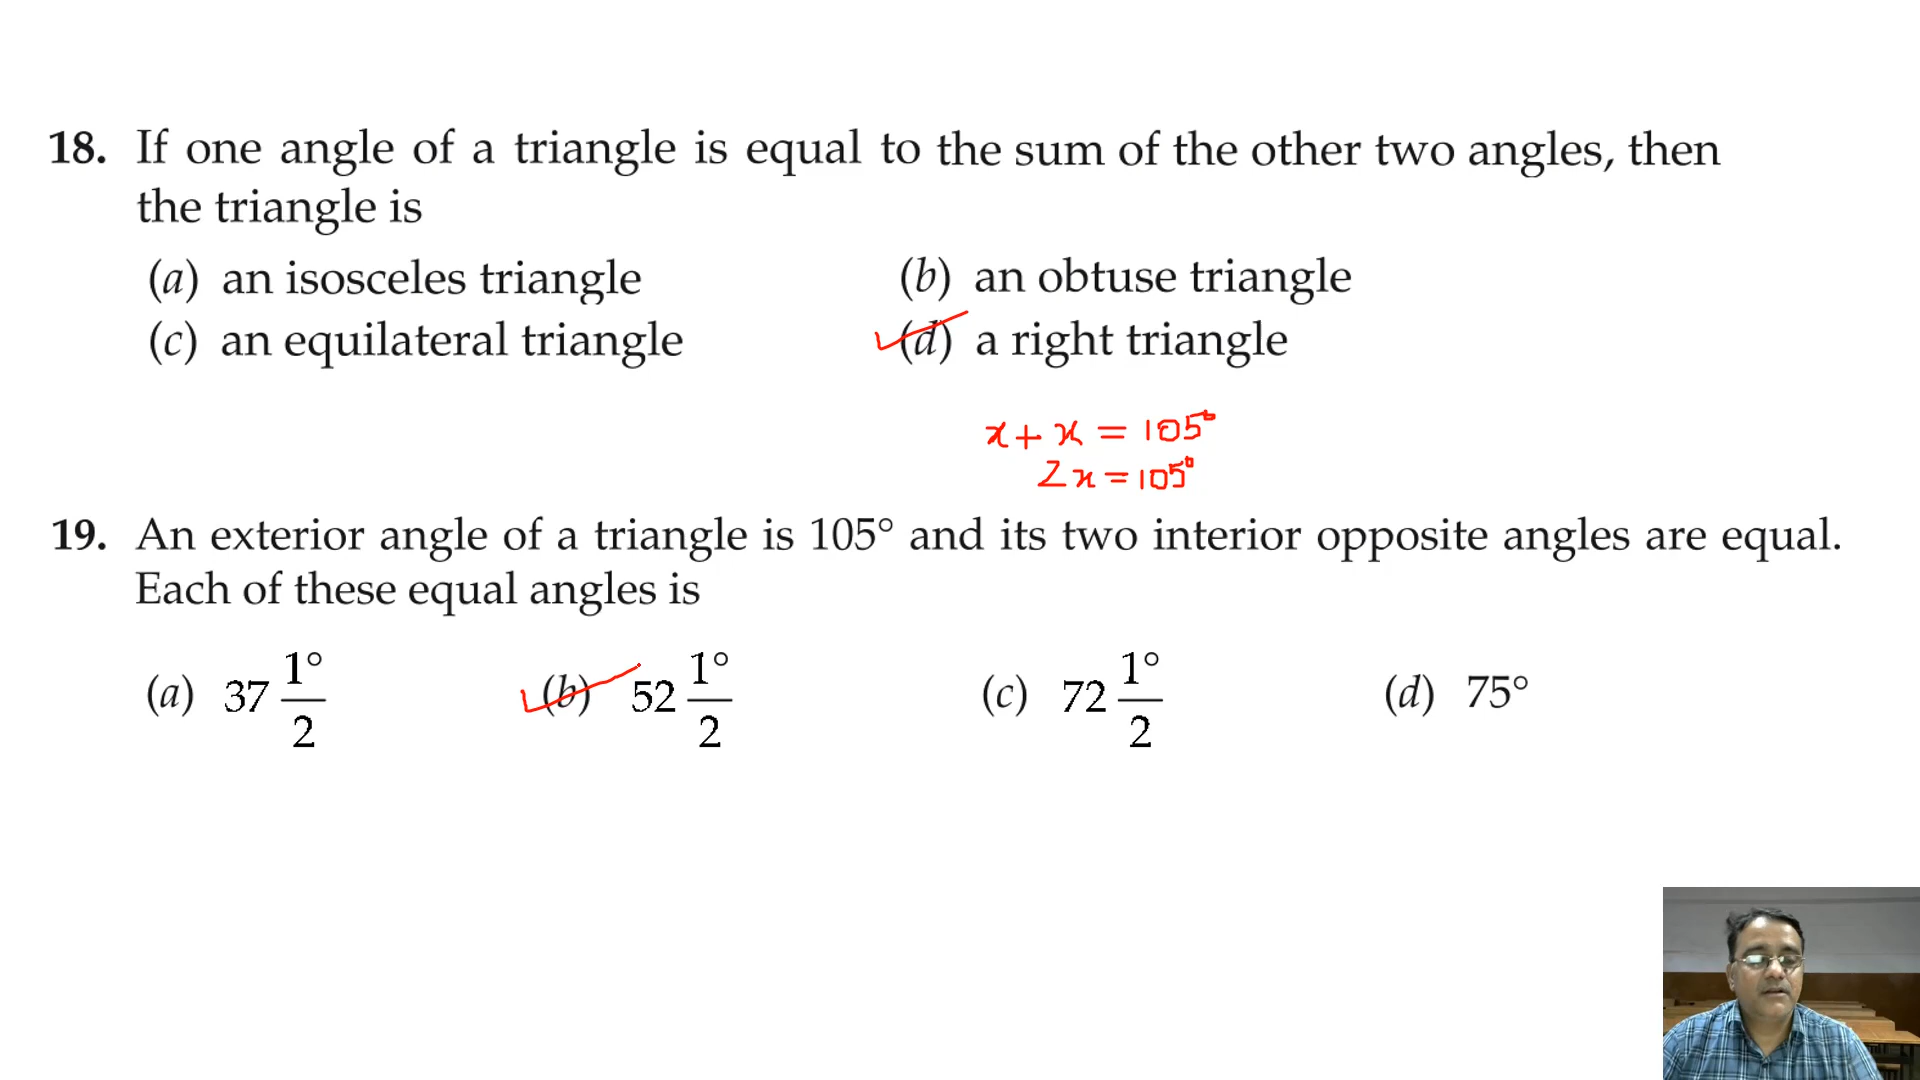 18. If one angle of a triangle is equal to the sum of the other two angles, then
the triangle is
(a) an isosceles triangle (b) an obtuse triangle
(c) an equilateral triangle (d) a right triangle
x + x = 105°
2x = 105°
19. An exterior angle of a triangle is 105° and its two interior opposite angles are equal.
Each of these equal angles is
(a) 37 1°/2 (b) 52 1°/2 (c) 72 1°/2 (d) 75°